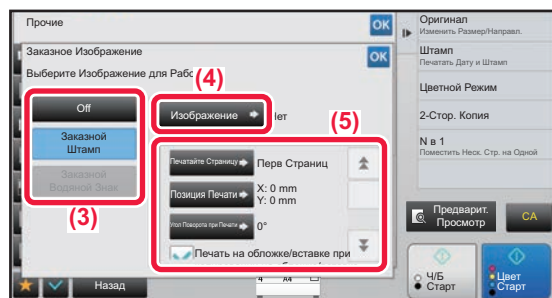 Прочие
OK
Заказное Изображение
OK
Выберите Изображение для Рабо
(4)
Off
Заказной
Штамп
Заказной
Водяной Знак
(3)
Изображение
Нет
(5)
Печатайте Страницу
Перв Страниц
Позиция Печати
X: 0 mm
Y: 0 mm
Угол Поворота при Печати
0°
Печать на обложке/вставке при
Назад
A4
Оригинал
Изменить Размер/Направл.
Штамп
Печатать Дату и Штамп
Цветной Режим
2-Стор. Копия
N в 1
Поместить Неск. Стр. на Одной
Предварит.
Просмотр
CA
Ч/Б
Старт
Цвет
Старт